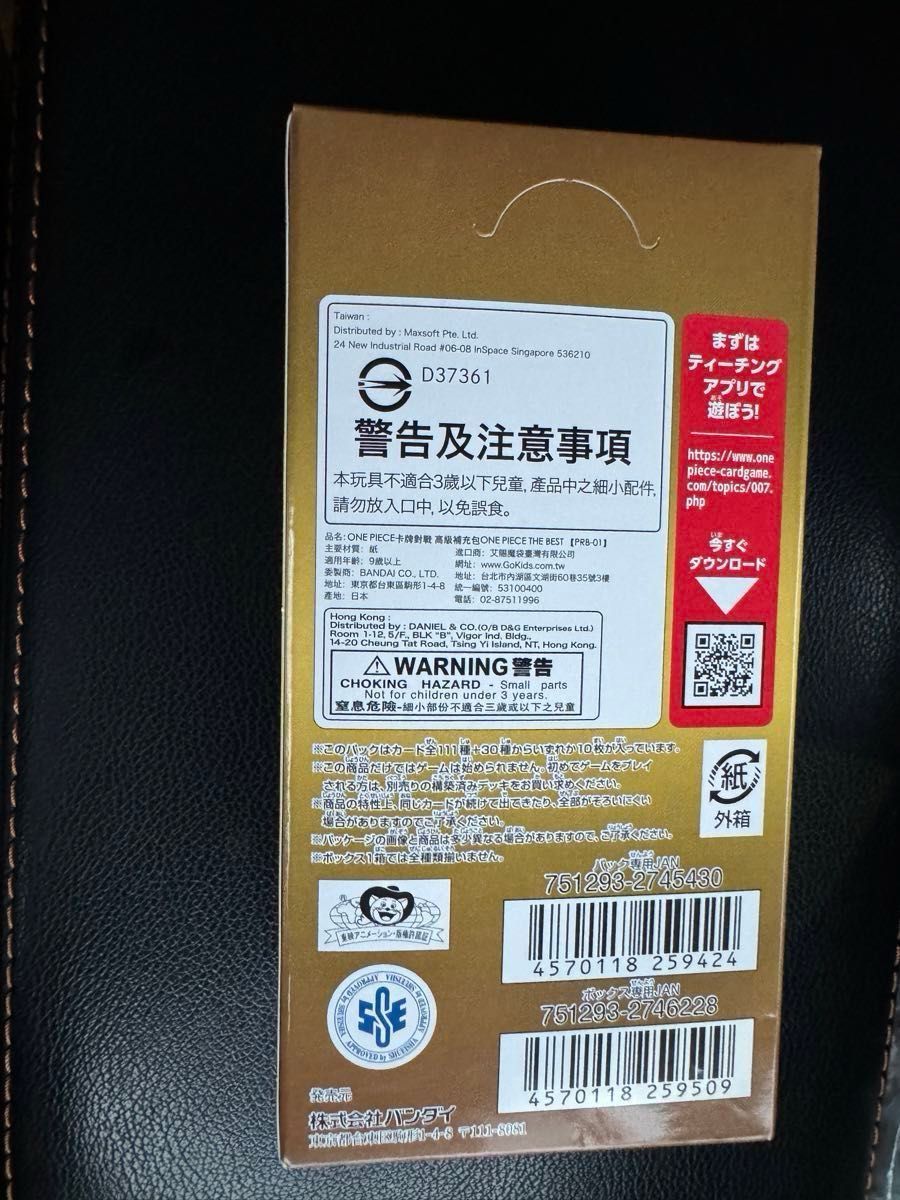 Taiwan :
Distributed by : Maxsoft Pte. Ltd.
24 New Industrial Road #06-08 InSpace Singapore 536210
D37361
警告及注意事項
本玩具不適合3歲以下兒童, 產品中之細小配件,
請勿放入口中, 以免誤食。
品名: ONE PIECE卡牌對戰 高級補充包ONE PIECE THE BEST【PRB-01】
主要材質: 紙
適用年齡: 9歲以上
委製商: BANDAI CO., LTD.
地址: 東京都台東區駒形1-4-8
產地: 日本
進口商: 艾賜魔袋臺灣有限公司
網址: www.GoKids.com.tw
地址: 台北市內湖區文湖街60巷35號3樓
統一編號: 53100400
電話: 02-87511996
Hong Kong :
Distributed by : DANIEL & CO.(O/B D&G Enterprises Ltd.)
Room 1-12, 5/F., BLK "B", Vigor Ind. Bldg.,
14-20 Cheung Tat Road, Tsing Yi Island, NT, Hong Kong.
WARNING 警告
CHOKING HAZARD - Small parts
Not for children under 3 years.
窒息危險-細小部份不適合三歲或以下之兒童
まずは
ティーチング
アプリで
遊ぼう!
https://www.one
piece-cardgame.
com/topics/007.
php
今すぐ
ダウンロード
※このパックはカード全111種+30種からいずれか10枚が入っています。
※この商品だけではゲームは始められません。初めてゲームをプレイ
される方は、別売りの構築済みデッキをお買い求めください。
※商品の特性上、同じカードが続けて出てきたり、全部がそろいにくい
場合がありますのでご了承ください。
※パッケージの画像と商品は多少異なる場合がありますので、ご了承ください。
※ボックス1箱では全種類揃いません。
紙
外箱
パック専用JAN
751293-2745430
4570118 259424
ボックス専用JAN
751293-2746228
4570118 259509
東映アニメーション・版権許諾証
APPROVED by SHUEISHA
発売元
株式会社バンダイ
東京都台東区駒形1-4-8 〒111-8081